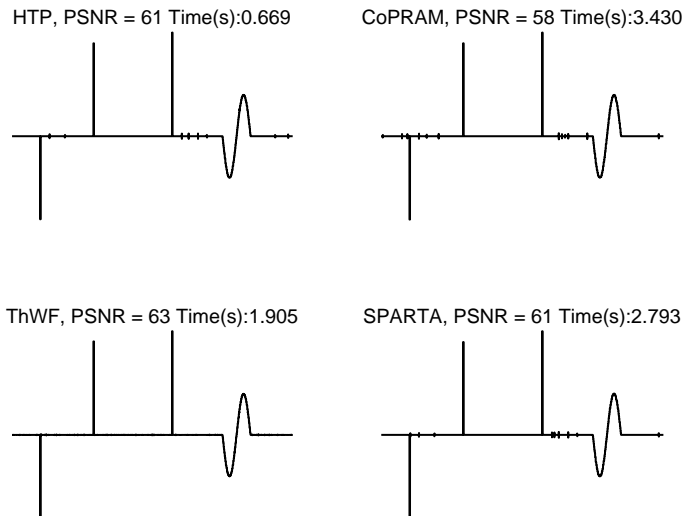 HTP, PSNR = 61 Time(s):0.669
CoPRAM, PSNR = 58 Time(s):3.430
ThWF, PSNR = 63 Time(s):1.905
SPARTA, PSNR = 61 Time(s):2.793